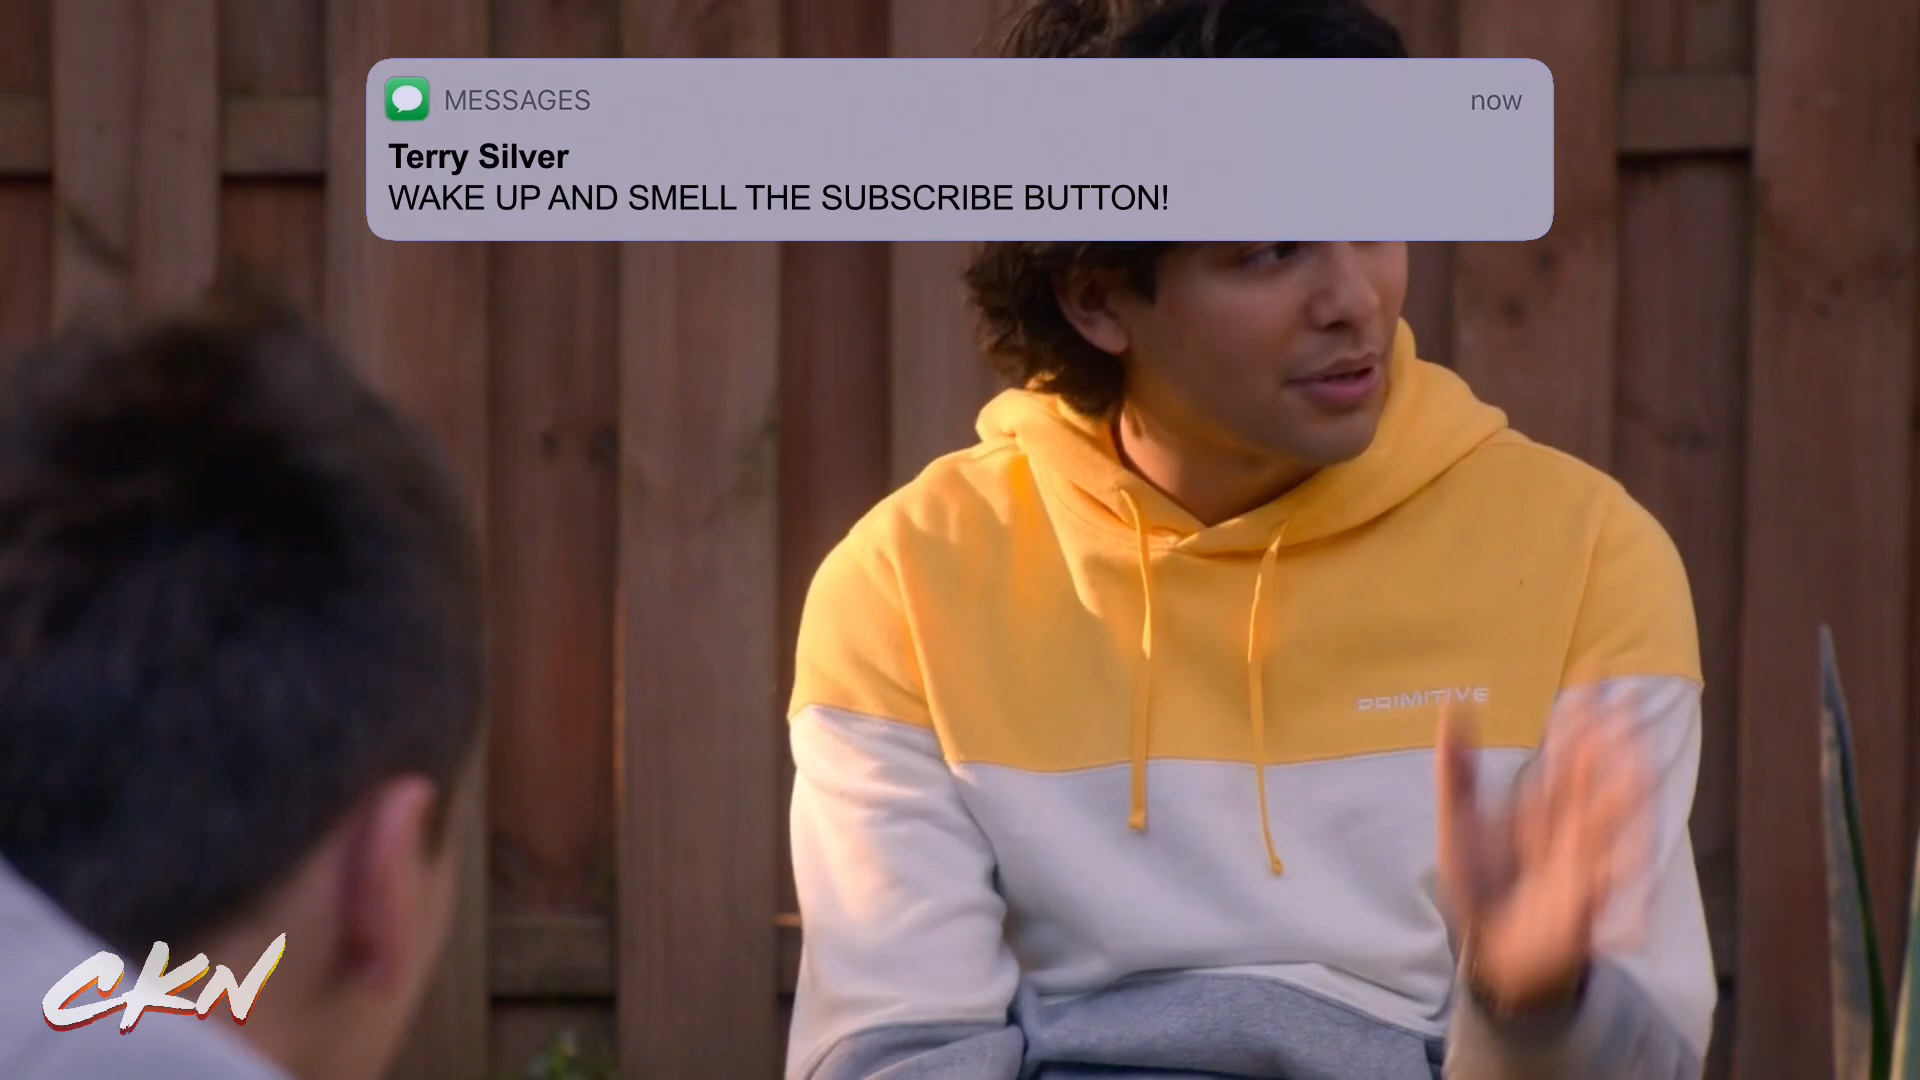 MESSAGES
now
Terry Silver
WAKE UP AND SMELL THE SUBSCRIBE BUTTON!
PRIMITIVE
CKN